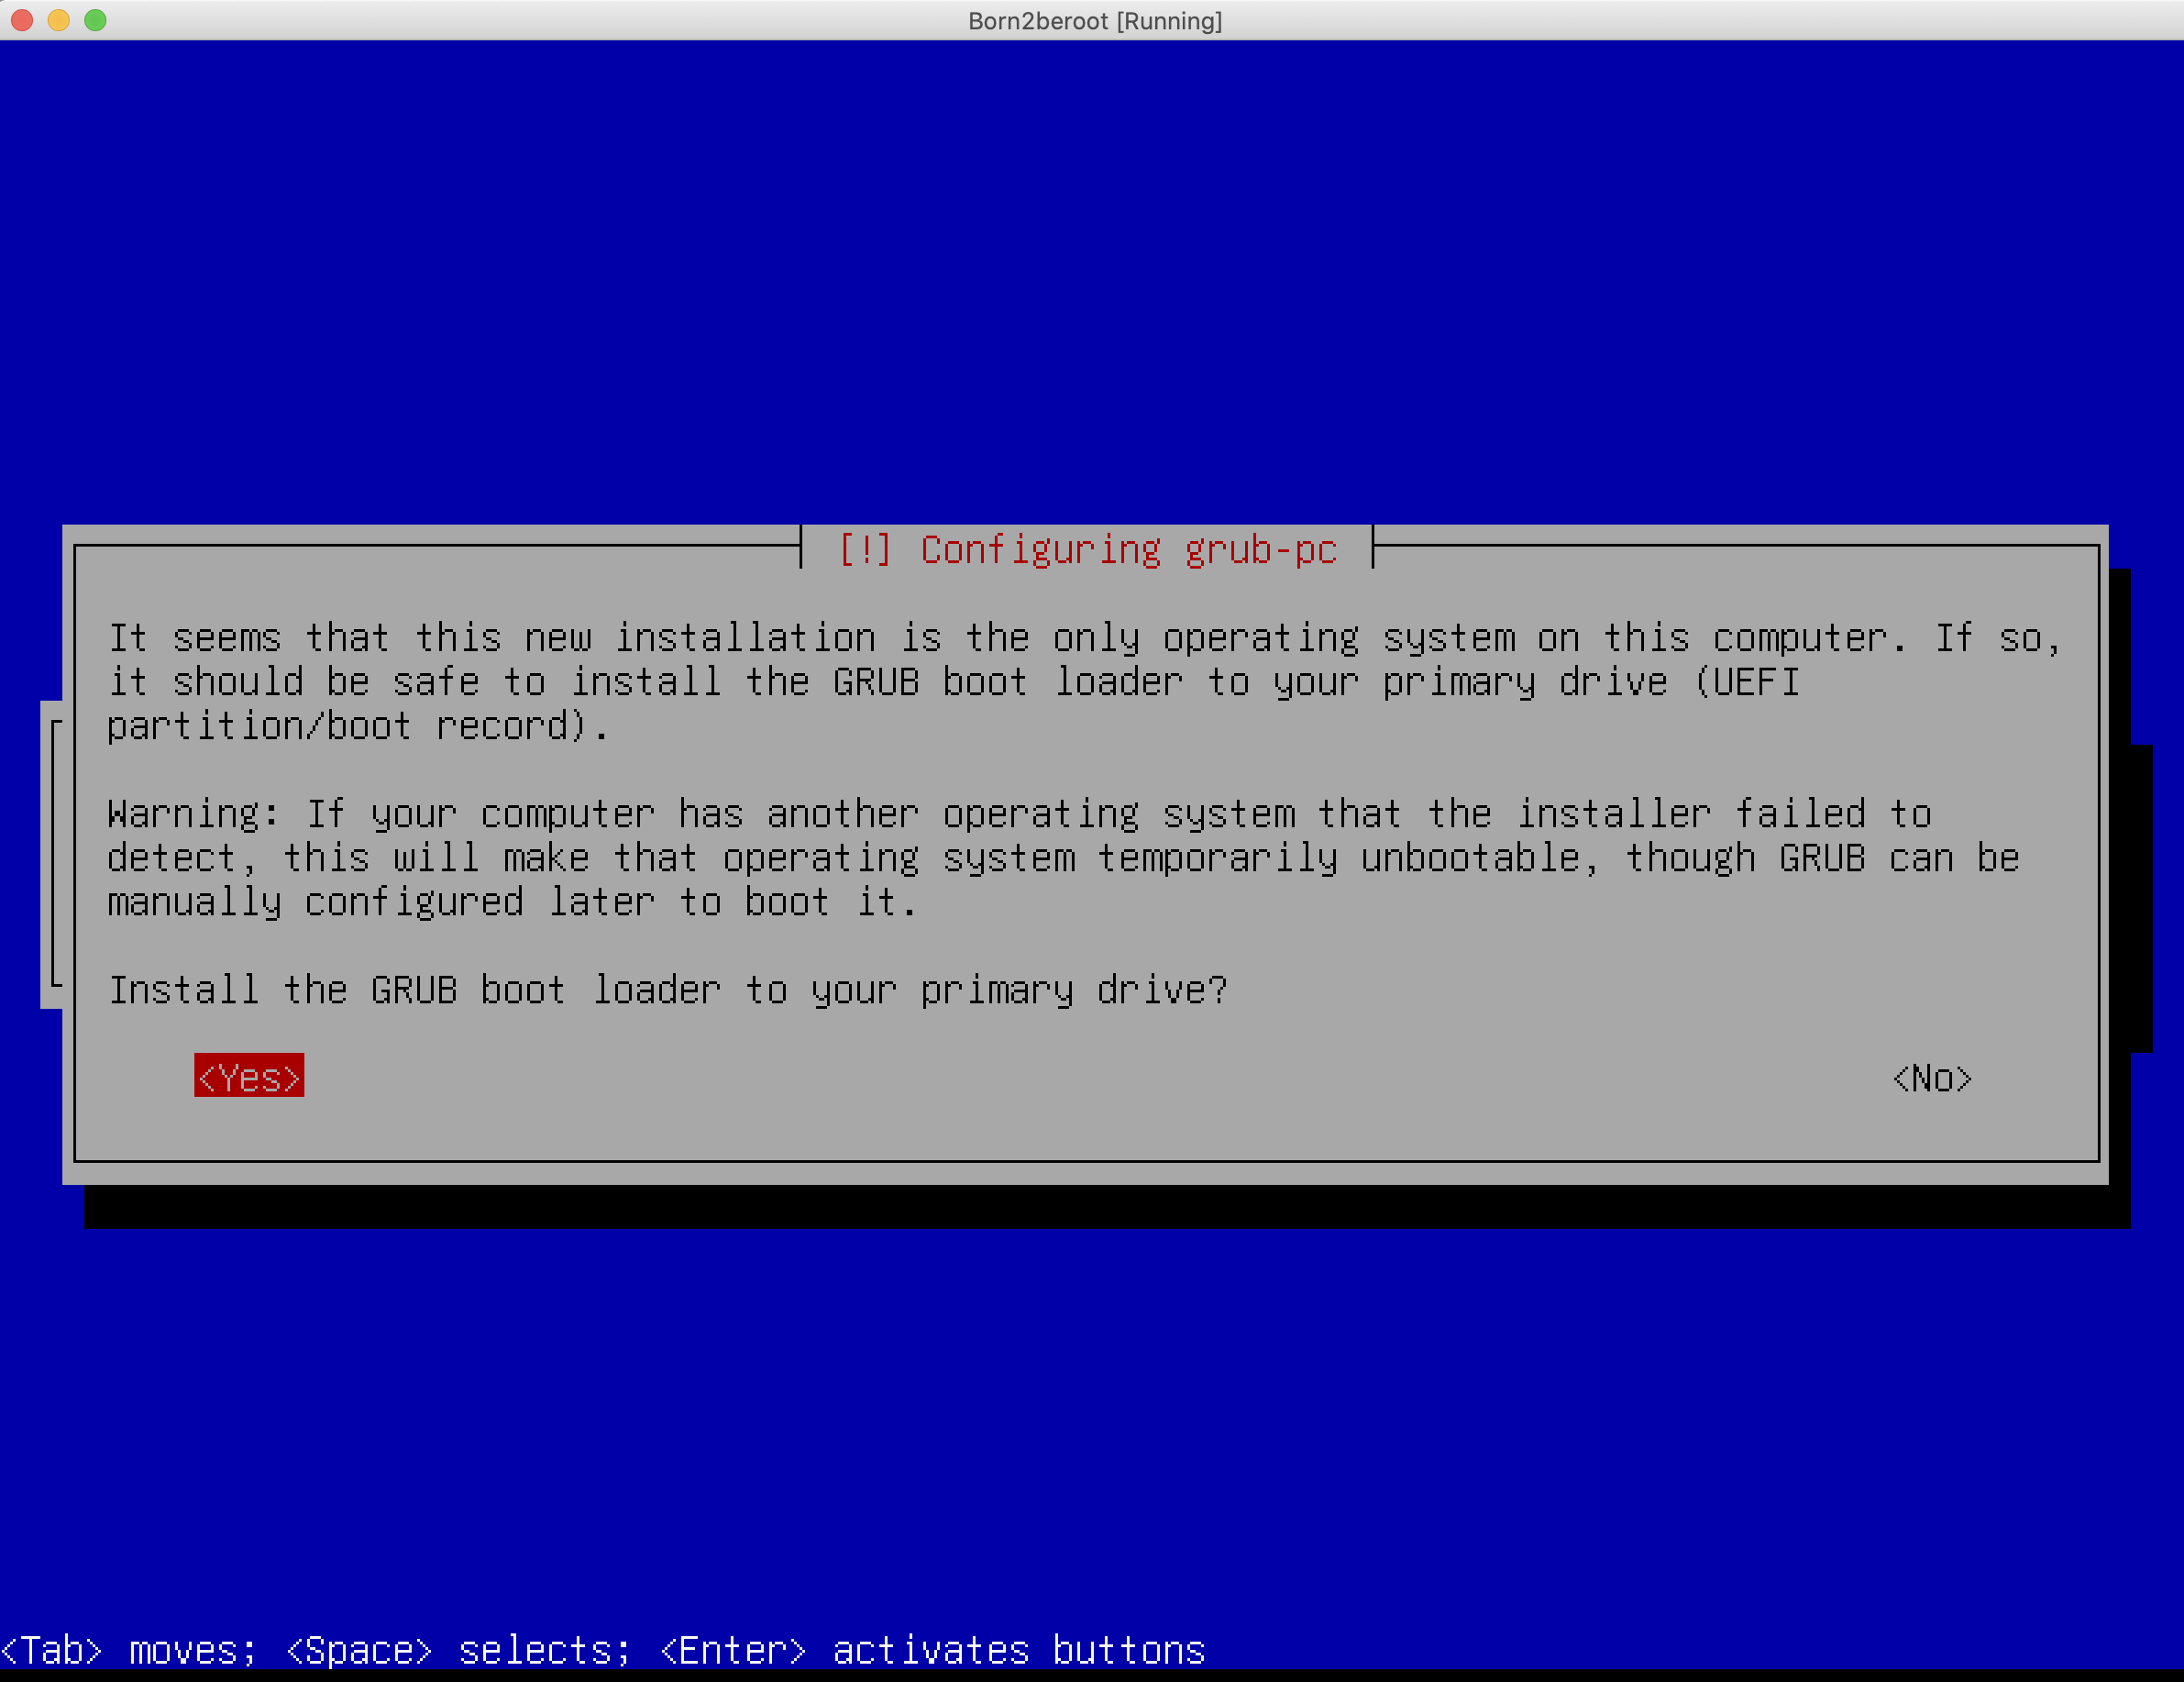 Born2beroot [Running]
[!] Configuring grub-pc
It seems that this new installation is the only operating system on this computer. If so,
it should be safe to install the GRUB boot loader to your primary drive (UEFI
partition/boot record).
Warning: If your computer has another operating system that the installer failed to
detect, this will make that operating system temporarily unbootable, though GRUB can be
manually configured later to boot it.
Install the GRUB boot loader to your primary drive?
<Yes> <No>
<Tab> moves; <Space> selects; <Enter> activates buttons